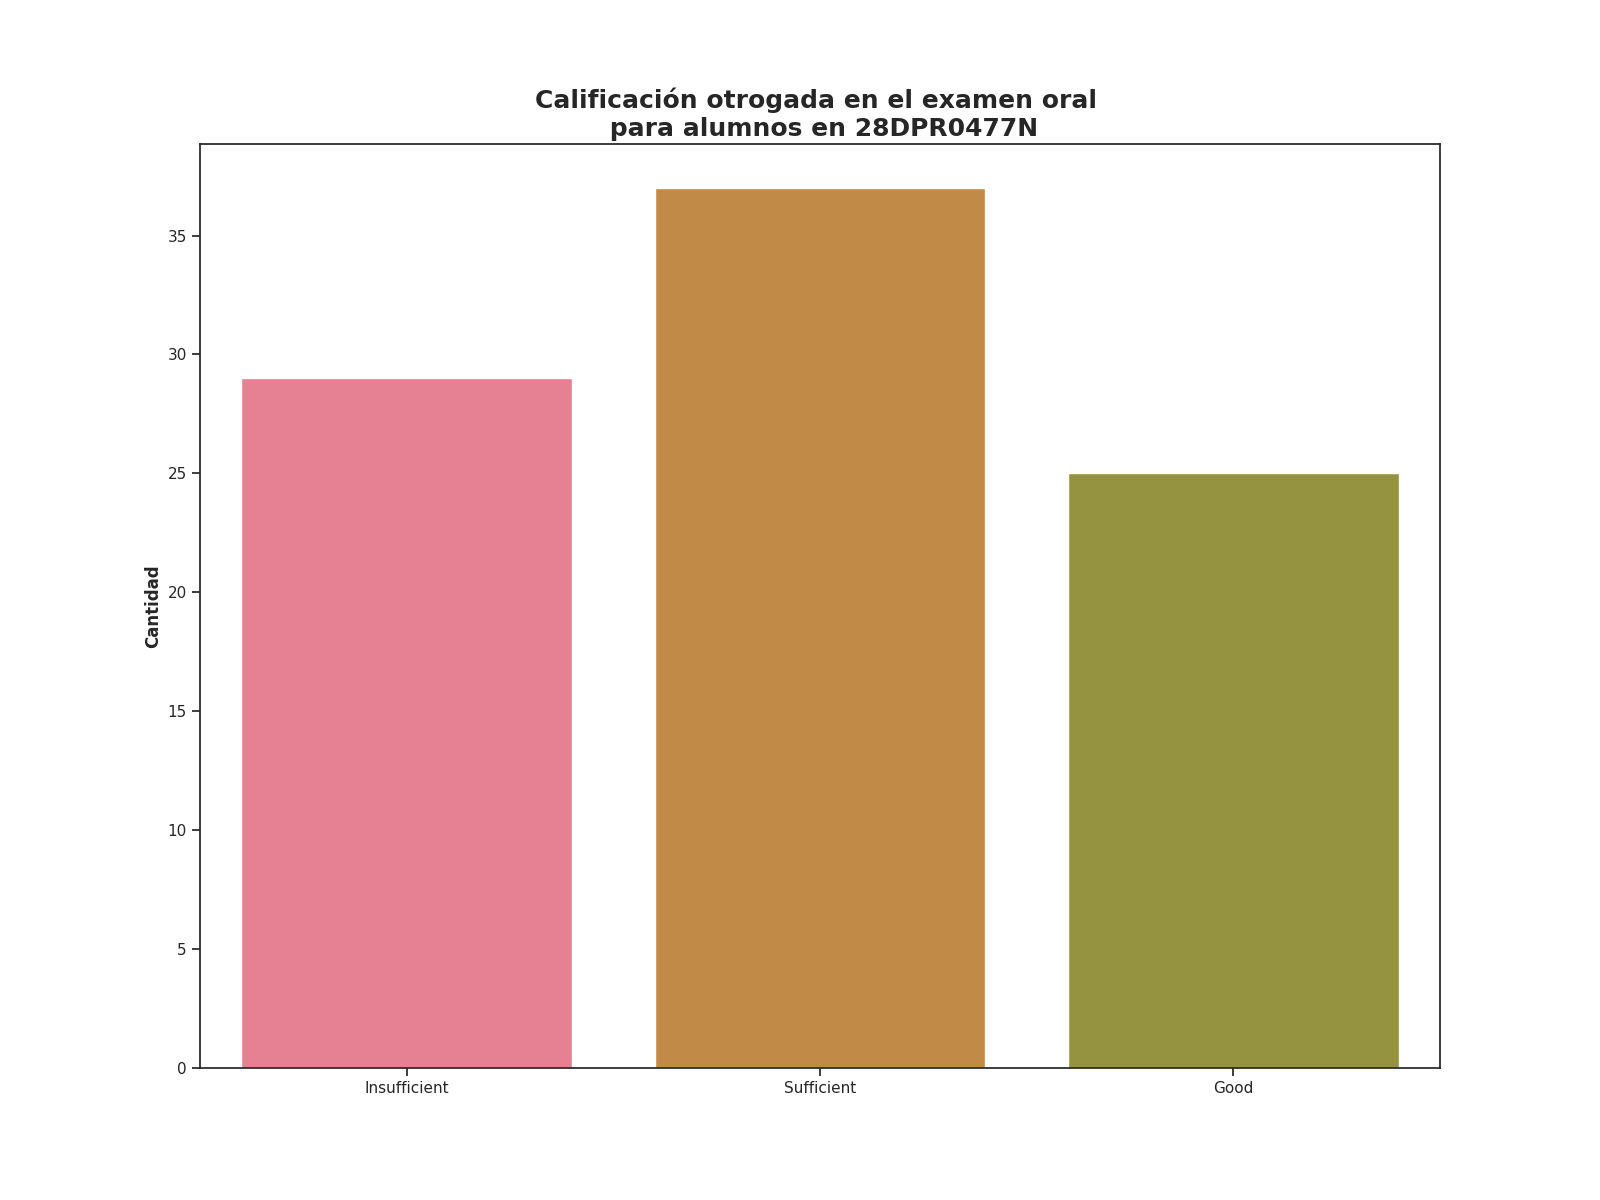 Calificación otrogada en el examen oral
para alumnos en 28DPR0477N
Cantidad
35
30
25
20
15
10
5
0
Insufficient
Sufficient
Good